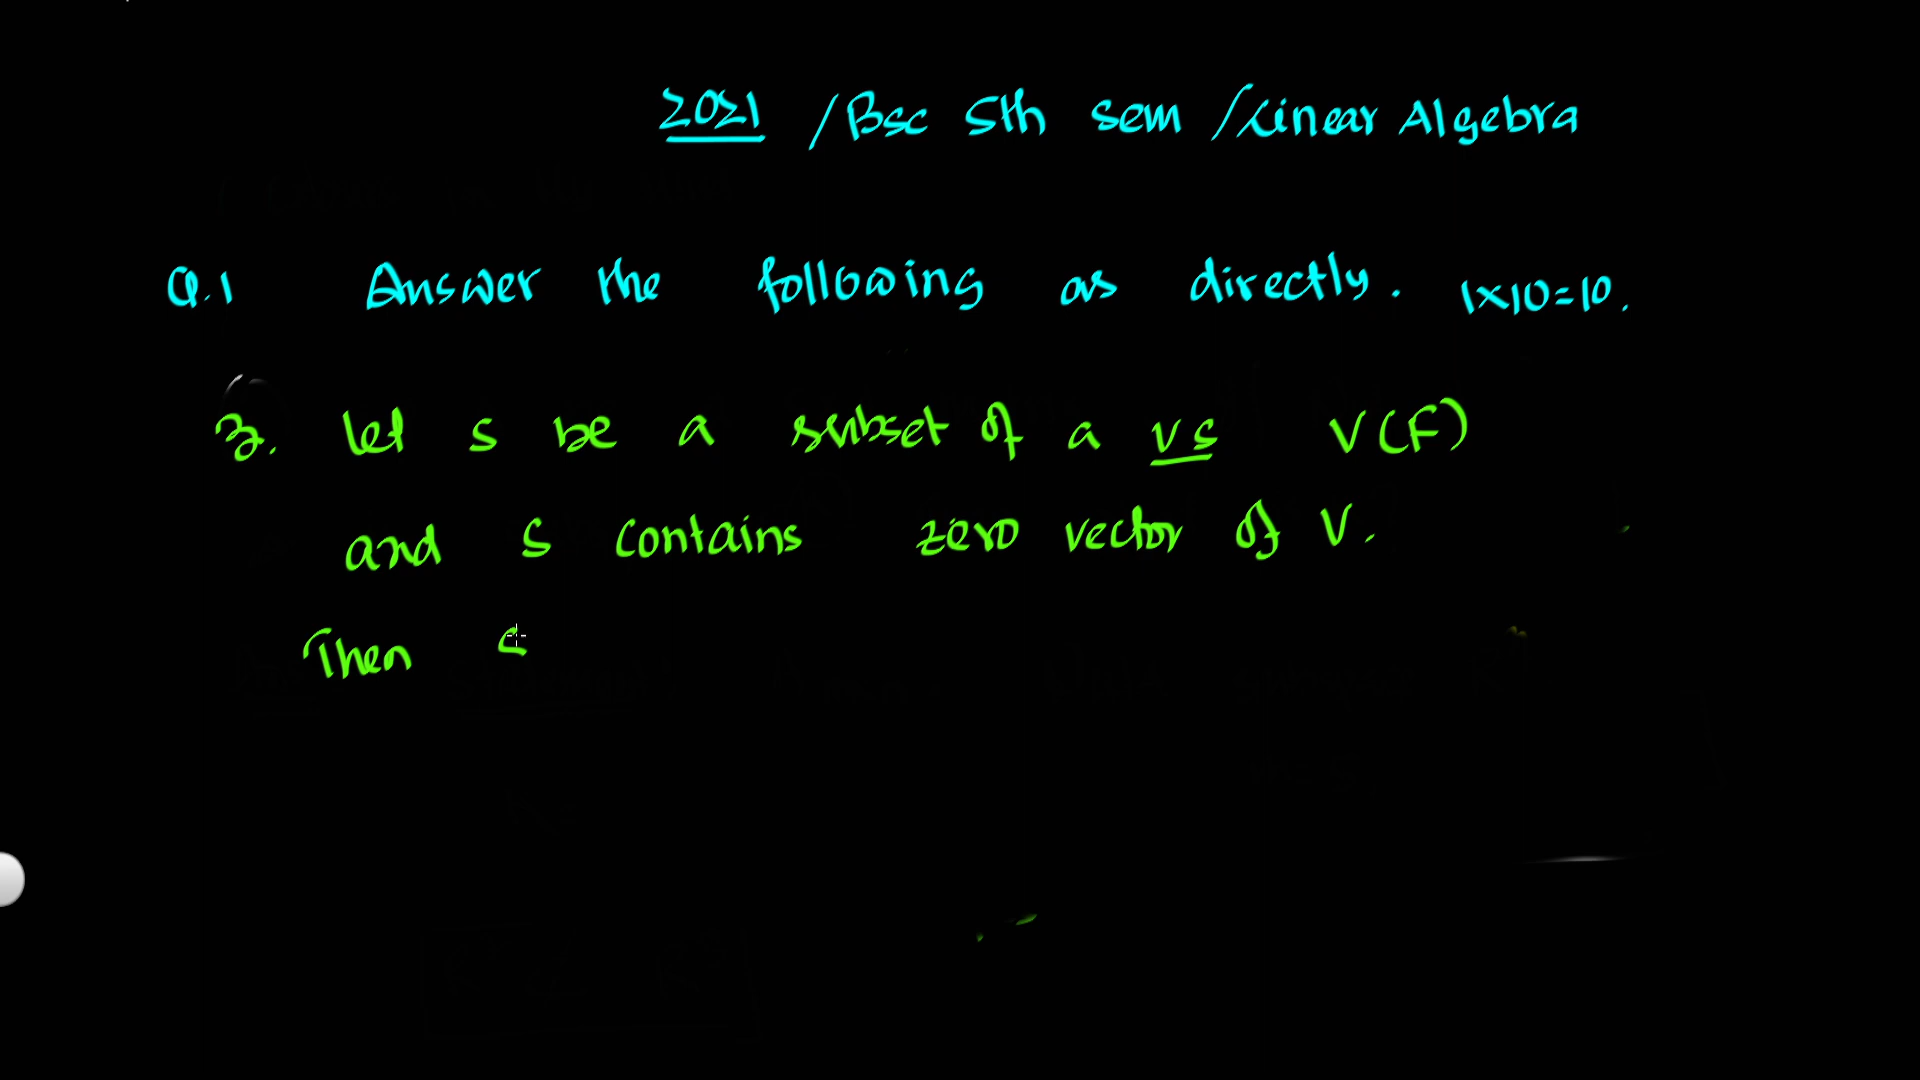 2021 / Bsc 5th sem / Linear Algebra
Q.1 Answer the following as directly. 1x10=10.
3. let s be a subset of a vs V(F)
and S contains zero vector of V.
Then S